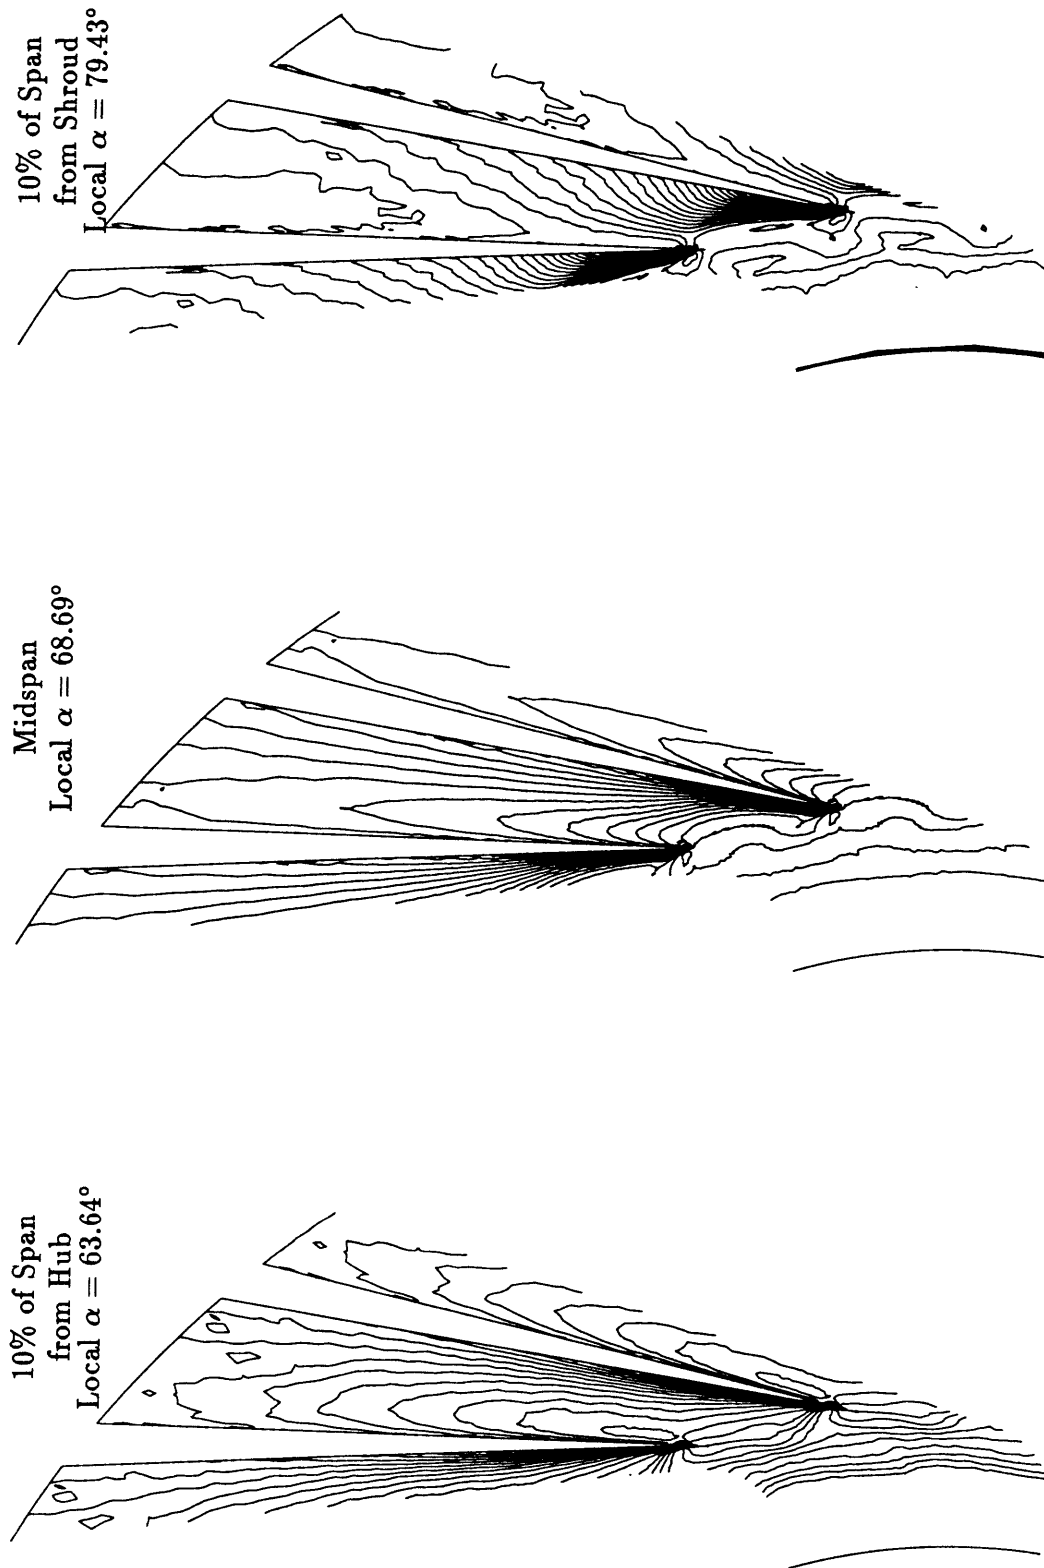 10% of Span
from Shroud
Local α = 79.43°
Midspan
Local α = 68.69°
10% of Span
from Hub
Local α = 63.64°